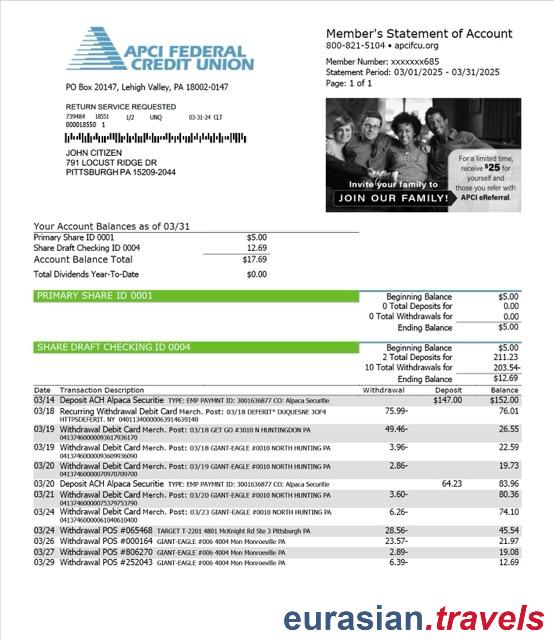 APCI FEDERAL
CREDIT UNION
PO Box 20147, Lehigh Valley, PA 18002-0147
RETURN SERVICE REQUESTED
739484 18551 1/2 UNQ 03-31-24 CLT
000018550 1
JOHN CITIZEN
791 LOCUST RIDGE DR
PITTSBURGH PA 15209-2044
Member's Statement of Account
800-821-5104 • apcifcu.org
Member Number: xxxxxxx685
Statement Period: 03/01/2025 - 03/31/2025
Page: 1 of 1
For a limited time,
receive $25 for
yourself and
those you refer with
APCI eReferral.
Invite your family to
JOIN OUR FAMILY!
Your Account Balances as of 03/31
Primary Share ID 0001 $5.00
Share Draft Checking ID 0004 12.69
Account Balance Total $17.69
Total Dividends Year-To-Date $0.00
PRIMARY SHARE ID 0001
Beginning Balance $5.00
0 Total Deposits for 0.00
0 Total Withdrawals for 0.00
Ending Balance $5.00
SHARE DRAFT CHECKING ID 0004
Beginning Balance $5.00
2 Total Deposits for 211.23
10 Total Withdrawals for 203.54-
Ending Balance $12.69
Date Transaction Description Withdrawal Deposit Balance
03/14 Deposit ACH Alpaca Securitie TYPE: EMP PAYMNT ID: 3001636877 CO: Alpaca Securitie $147.00 $152.00
03/18 Recurring Withdrawal Debit Card Merch. Post: 03/18 DEFERIT* DUQUESNE 3OF4 75.99- 76.01
HTTPSDEFERIT. NY 04011340000063914639140
03/19 Withdrawal Debit Card Merch. Post: 03/18 GET GO #3010 N HUNTINGDON PA 49.46- 26.55
0413746000093617936170
03/19 Withdrawal Debit Card Merch. Post: 03/18 GIANT-EAGLE #0010 NORTH HUNTING PA 3.96- 22.59
0413746000093609936090
03/20 Withdrawal Debit Card Merch. Post: 03/19 GIANT-EAGLE #0010 NORTH HUNTING PA 2.86- 19.73
0413746000070970709700
03/20 Deposit ACH Alpaca Securitie TYPE: EMP PAYMNT ID: 3001636877 CO: Alpaca Securitie 64.23 83.96
03/21 Withdrawal Debit Card Merch. Post: 03/20 GIANT-EAGLE #0010 NORTH HUNTING PA 3.60- 80.36
0413746000075379753790
03/24 Withdrawal Debit Card Merch. Post: 03/23 GIANT-EAGLE #0010 NORTH HUNTING PA 6.26- 74.10
0413746000061040610400
03/24 Withdrawal POS #065468 TARGET T-2201 4801 McKnight Rd Ste 3 Pittsburgh PA 28.56- 45.54
03/26 Withdrawal POS #000164 GIANT-EAGLE #006 4004 Mon Monroeville PA 23.57- 21.97
03/27 Withdrawal POS #806270 GIANT-EAGLE #006 4004 Mon Monroeville PA 2.89- 19.08
03/29 Withdrawal POS #252043 GIANT-EAGLE #006 4004 Mon Monroeville PA 6.39- 12.69
eurasian.travels